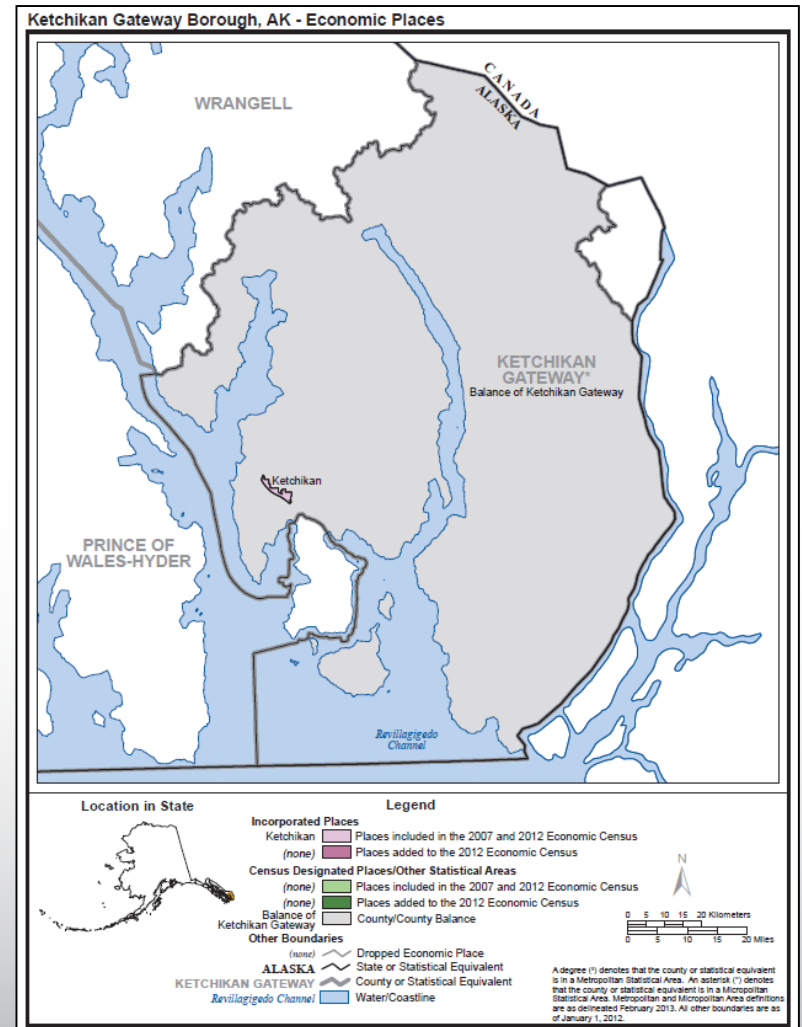 Ketchikan Gateway Borough, AK - Economic Places
CANADA
ALASKA
WRANGELL
KETCHIKAN
GATEWAY*
Balance of Ketchikan Gateway
Ketchikan
PRINCE OF
WALES-HYDER
Revillagigedo
Channel
Location in State
Legend
Incorporated Places
Ketchikan Places included in the 2007 and 2012 Economic Census
(none) Places added to the 2012 Economic Census
Census Designated Places/Other Statistical Areas
(none) Places included in the 2007 and 2012 Economic Census
(none) Places added to the 2012 Economic Census
Balance of
Ketchikan Gateway County/County Balance
Other Boundaries
(none) Dropped Economic Place
ALASKA State or Statistical Equivalent
KETCHIKAN GATEWAY County or Statistical Equivalent
Revillagigedo Channel Water/Coastline
N
0 5 10 15 20 Kilometers
0 5 10 15 20 Miles
A degree (°) denotes that the county or statistical equivalent
is in a Metropolitan Statistical Area. An asterisk (*) denotes
that the county or statistical equivalent is in a Micropolitan
Statistical Area. Metropolitan and Micropolitan Area definitions
are as delineated February 2013. All other boundaries are as
of January 1, 2012.